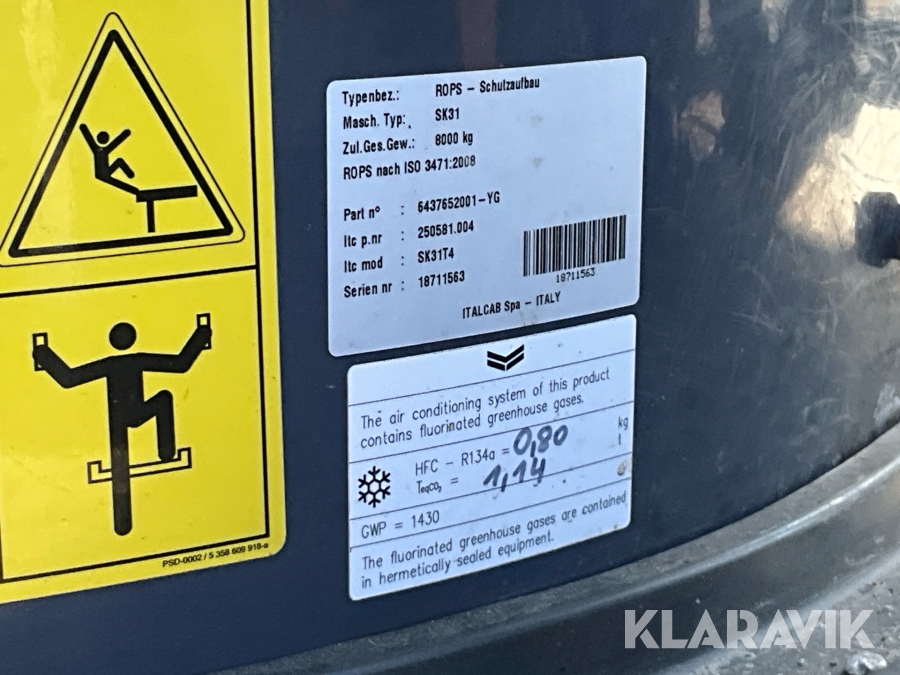 Typenbez.: ROPS - Schulzaufbau
Masch. Typ: SK31
Zul.Ges.Gew.: 8000 kg
ROPS nach ISO 3471:2008
Part nº : 6437652001-YG
Itc p.nr : 250581.004
Itc mod : SK31T4
Serien nr : 18711563
18711563
ITALCAB Spa - ITALY
The air conditioning system of this product
contains fluorinated greenhouse gases.
HFC - R134a = 0,80 kg
TeqCO₂ = 1,14 t
GWP = 1430
The fluorinated greenhouse gases are contained
in hermetically sealed equipment.
PSD-0002 / 5 358 609 918-a
KLARAVIK